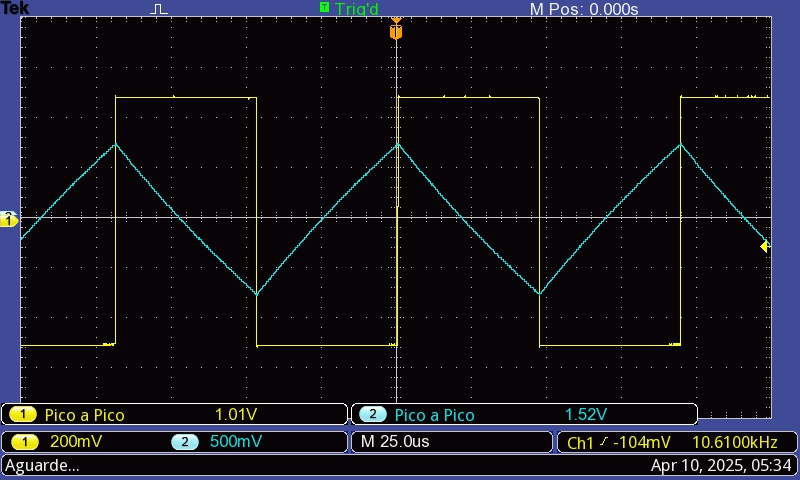 Tek T Trig'd M Pos: 0.000s
T
1
1 Pico a Pico 1.01V 2 Pico a Pico 1.52V
1 200mV 2 500mV M 25.0us Ch1 -104mV 10.6100kHz
Aguarde... Apr 10, 2025, 05:34